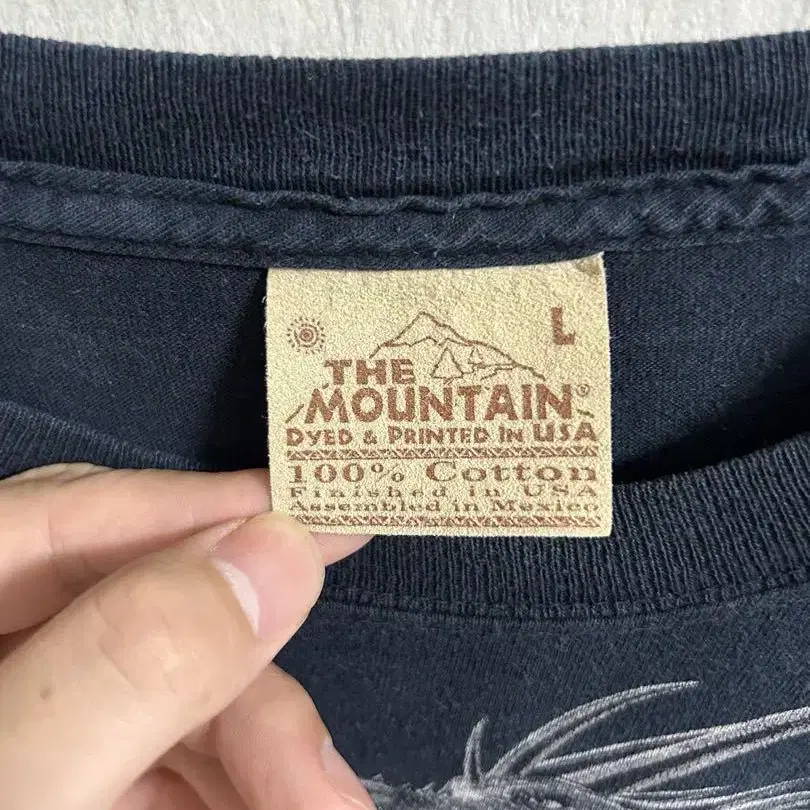 L
THE
MOUNTAIN®
DYED & PRINTED IN USA
100% Cotton
Finished in USA
Assembled in Mexico